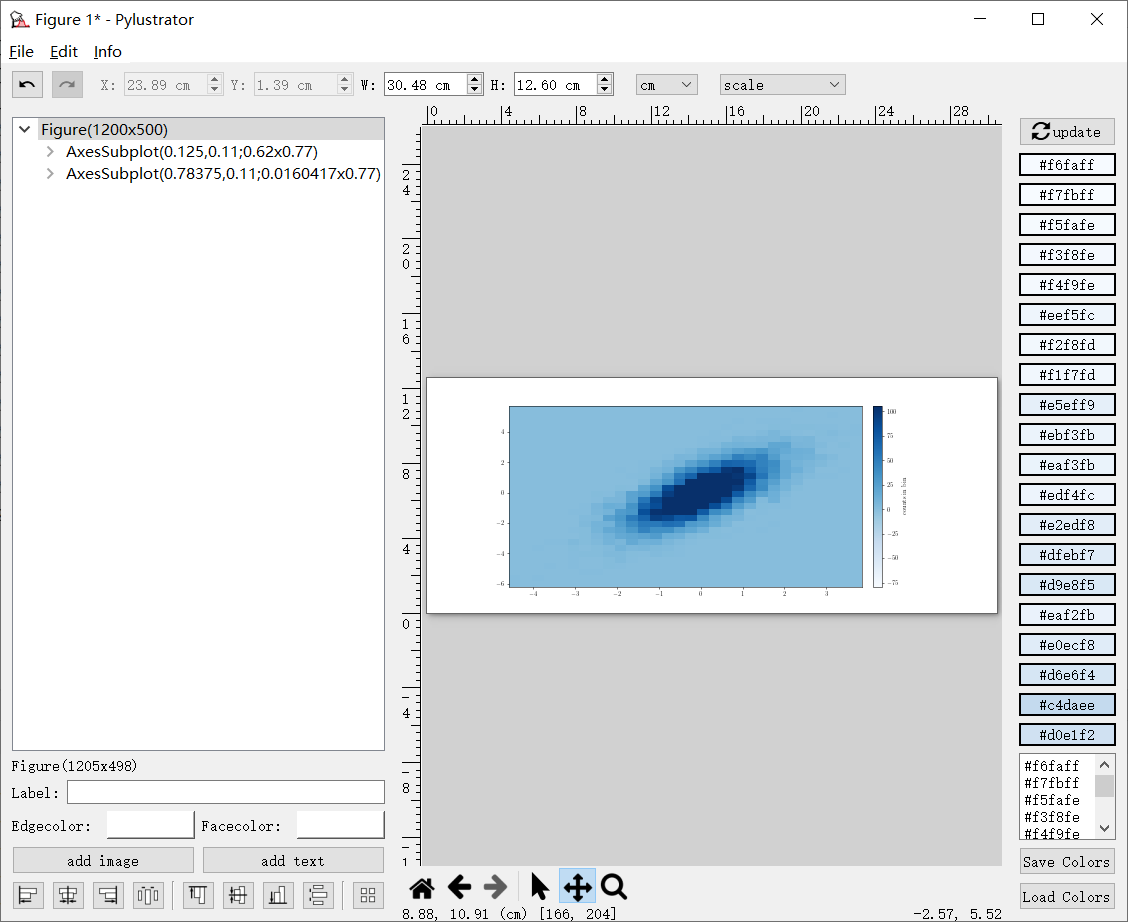 Figure 1* - Pylustrator
File Edit Info
X: 23.89 cm Y: 1.39 cm W: 30.48 cm H: 12.60 cm cm scale
0 4 8 12 16 20 24 28
Figure(1200x500)
AxesSubplot(0.125,0.11;0.62x0.77)
AxesSubplot(0.78375,0.11;0.0160417x0.77)
24
20
16
12
8
4
0
-4
-8
-1
4
2
0
-2
-4
-6
-4 -3 -2 -1 0 1 2 3
100
75
50
25
0
-25
-50
-75
counts in bin
update
#f6faff
#f7fbff
#f5fafe
#f3f8fe
#f4f9fe
#eef5fc
#f2f8fd
#f1f7fd
#e5eff9
#ebf3fb
#eaf3fb
#edf4fc
#e2edf8
#dfebf7
#d9e8f5
#eaf2fb
#e0ecf8
#d6e6f4
#c4daee
#d0e1f2
#f6faff
#f7fbff
#f5fafe
#f3f8fe
#f4f9fe
Save Colors
Load Colors
Figure(1205x498)
Label:
Edgecolor: Facecolor:
add image add text
8.88, 10.91 (cm) [166, 204] -2.57, 5.52